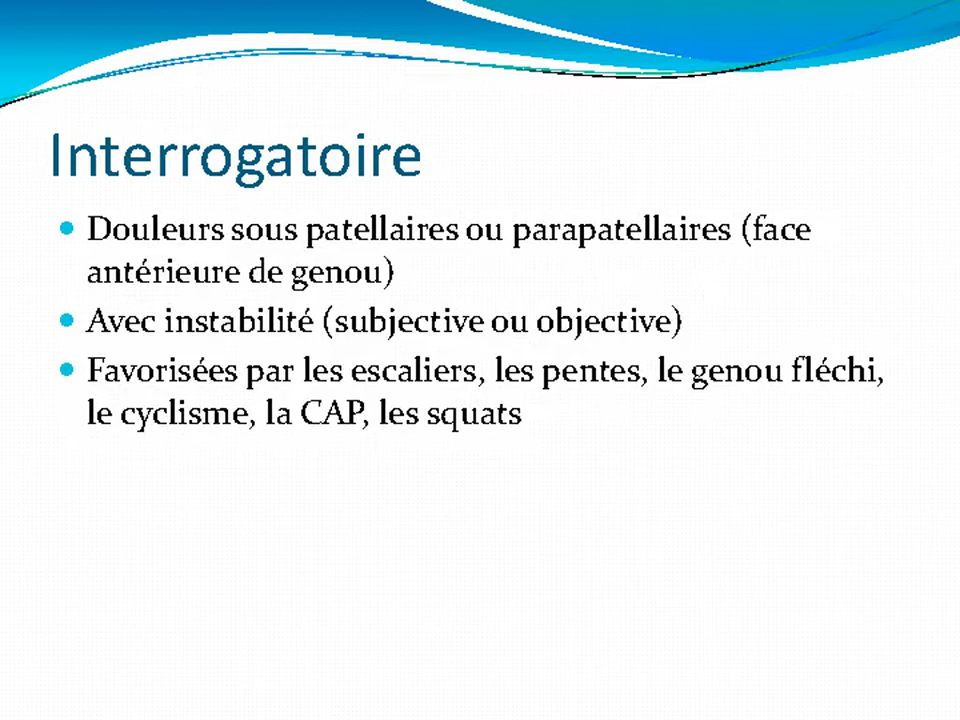 Interrogatoire
• Douleurs sous patellaires ou parapatellaires (face
antérieure de genou)
• Avec instabilité (subjective ou objective)
• Favorisées par les escaliers, les pentes, le genou fléchi,
le cyclisme, la CAP, les squats